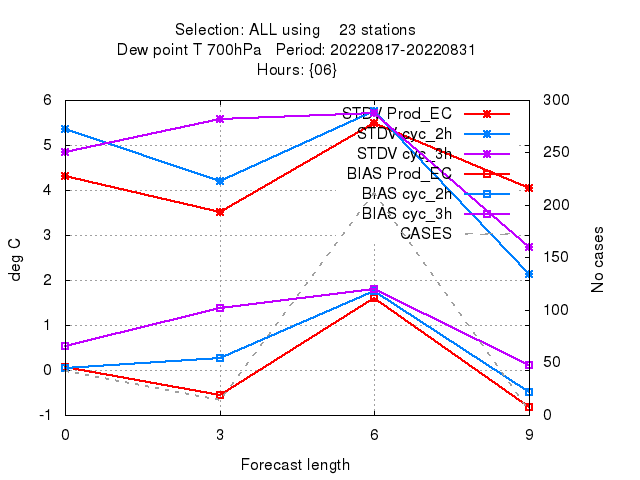 Selection: ALL using 23 stations
Dew point T 700hPa Period: 20220817-20220831
Hours: {06}
6 300
STDV Prod_EC
STDV cyc_2h
5 250
STDV cyc_3h
BIAS Prod_EC
4 200
BIAS cyc_2h
BIAS cyc_3h
CASES
3 150
deg C
No cases
2 100
1 50
0
-1 0
0 3 6 9
Forecast length